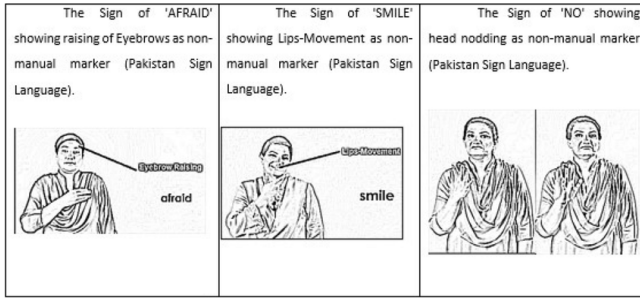 The Sign of 'AFRAID'
showing raising of Eyebrows as non-
manual marker (Pakistan Sign
Language).
Eyebrow Raising
afraid
The Sign of 'SMILE'
showing Lips-Movement as non-
manual marker (Pakistan Sign
Language).
Lips-Movement
smile
The Sign of 'NO' showing
head nodding as non-manual marker
(Pakistan Sign Language).